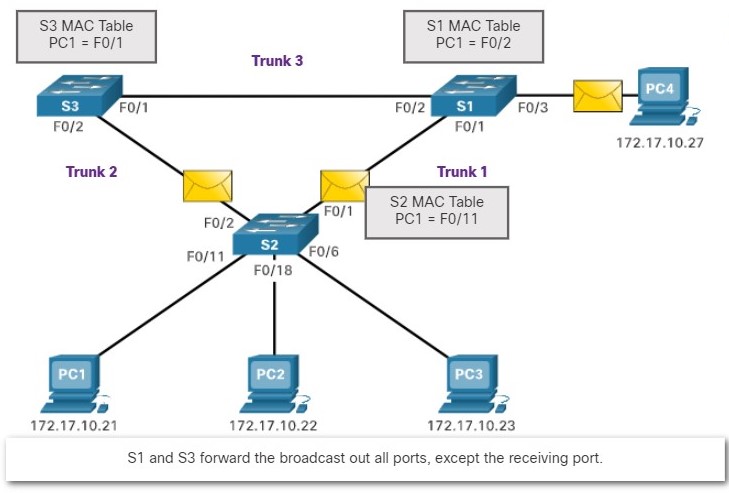 S3 MAC Table
PC1 = F0/1
S1 MAC Table
PC1 = F0/2
Trunk 3
S3
F0/1
F0/2
F0/2
S1
F0/3
F0/1
PC4
172.17.10.27
Trunk 2
Trunk 1
S2 MAC Table
PC1 = F0/11
F0/2
F0/1
S2
F0/11
F0/6
F0/18
PC1
PC2
PC3
172.17.10.21
172.17.10.22
172.17.10.23
S1 and S3 forward the broadcast out all ports, except the receiving port.